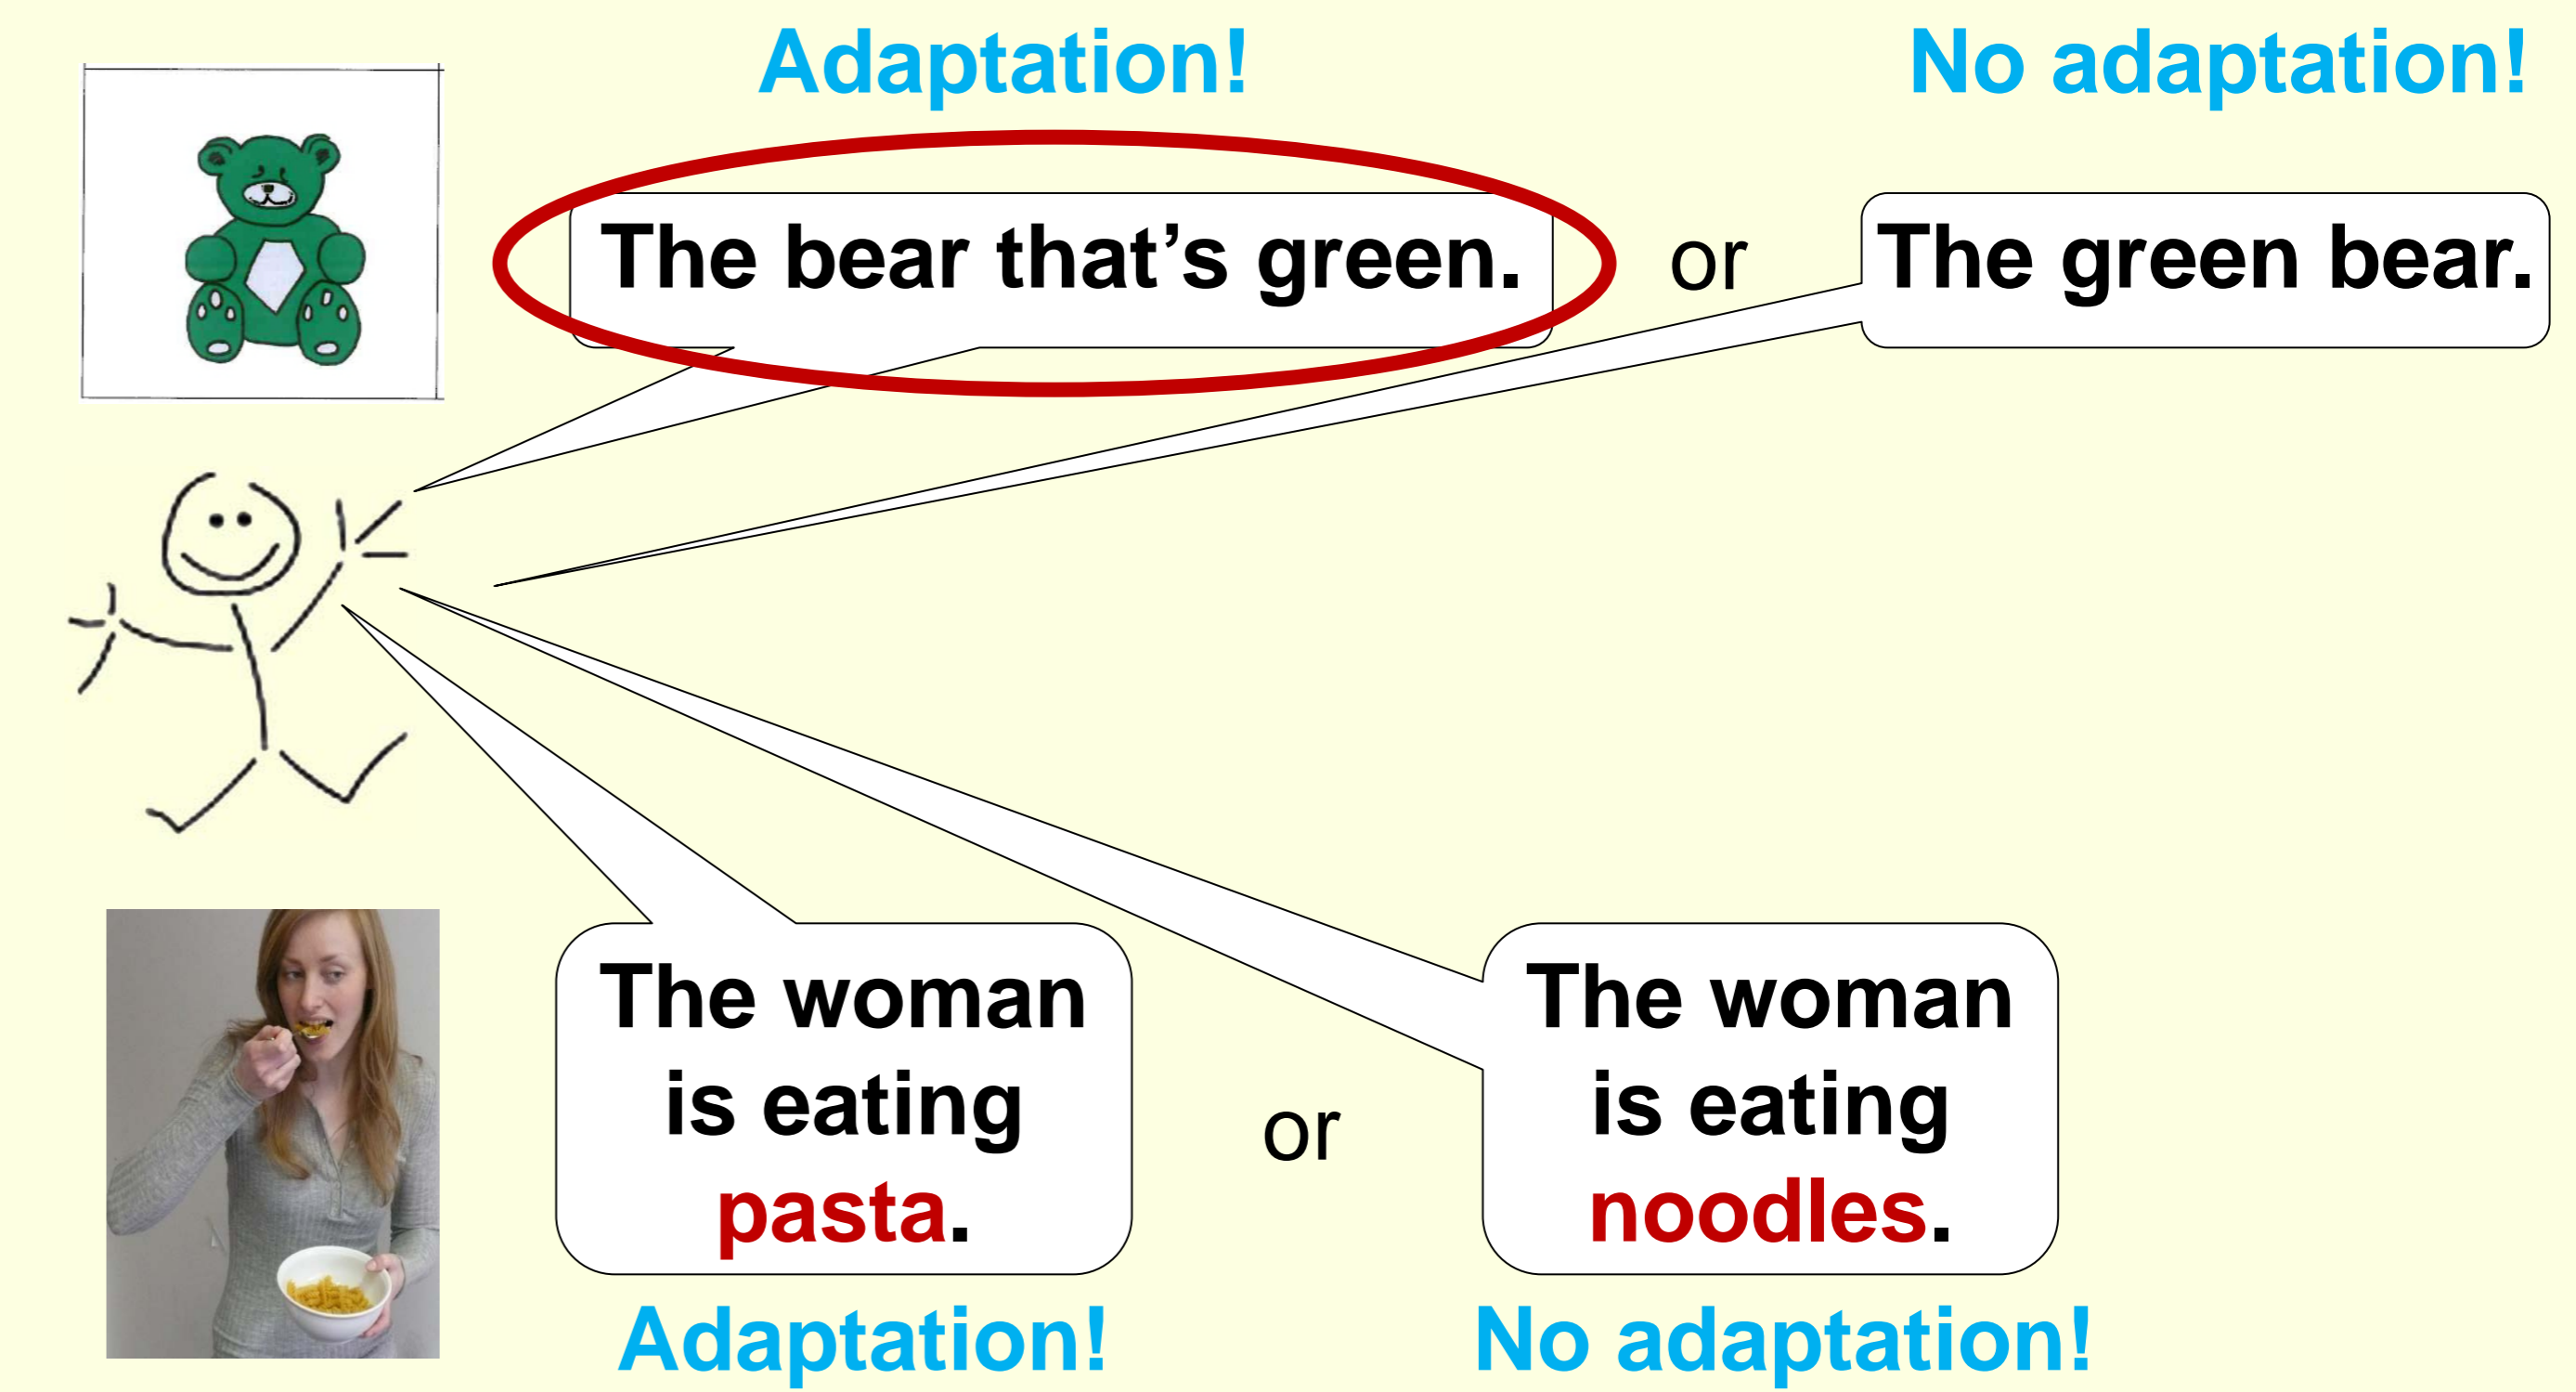 Adaptation!
No adaptation!
The bear that’s green.
or
The green bear.
The woman
is eating
pasta.
or
The woman
is eating
noodles.
Adaptation!
No adaptation!